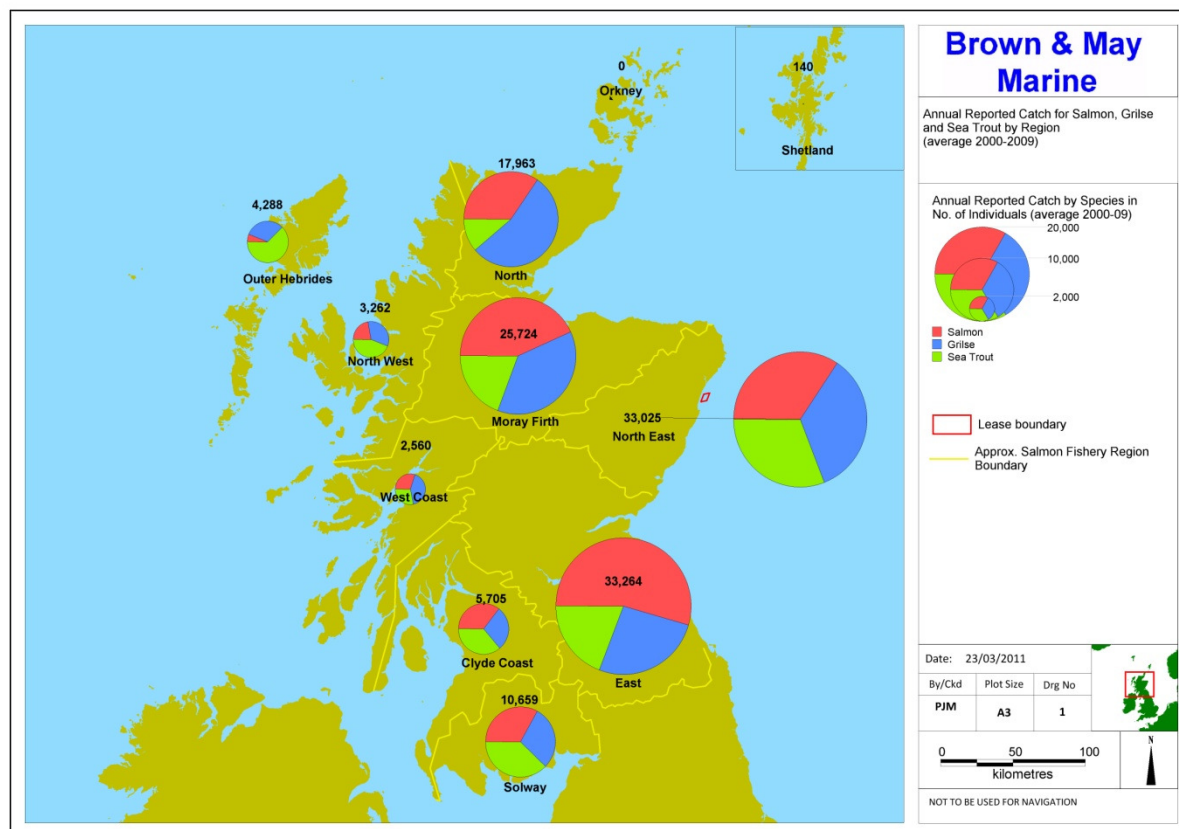 0
Orkney
140
Shetland
17,963
North
4,288
Outer Hebrides
3,262
North West
25,724
Moray Firth
33,025
North East
2,560
West Coast
33,264
East
5,705
Clyde Coast
10,659
Solway
Brown & May
Marine
Annual Reported Catch for Salmon, Grilse
and Sea Trout by Region
(average 2000-2009)
Annual Reported Catch by Species in
No. of Individuals (average 2000-09)
20,000
10,000
2,000
Salmon
Grilse
Sea Trout
Lease boundary
Approx. Salmon Fishery Region
Boundary
Date: 23/03/2011
By/Ckd Plot Size Drg No
PJM A3 1
0 50 100
kilometres
N
NOT TO BE USED FOR NAVIGATION